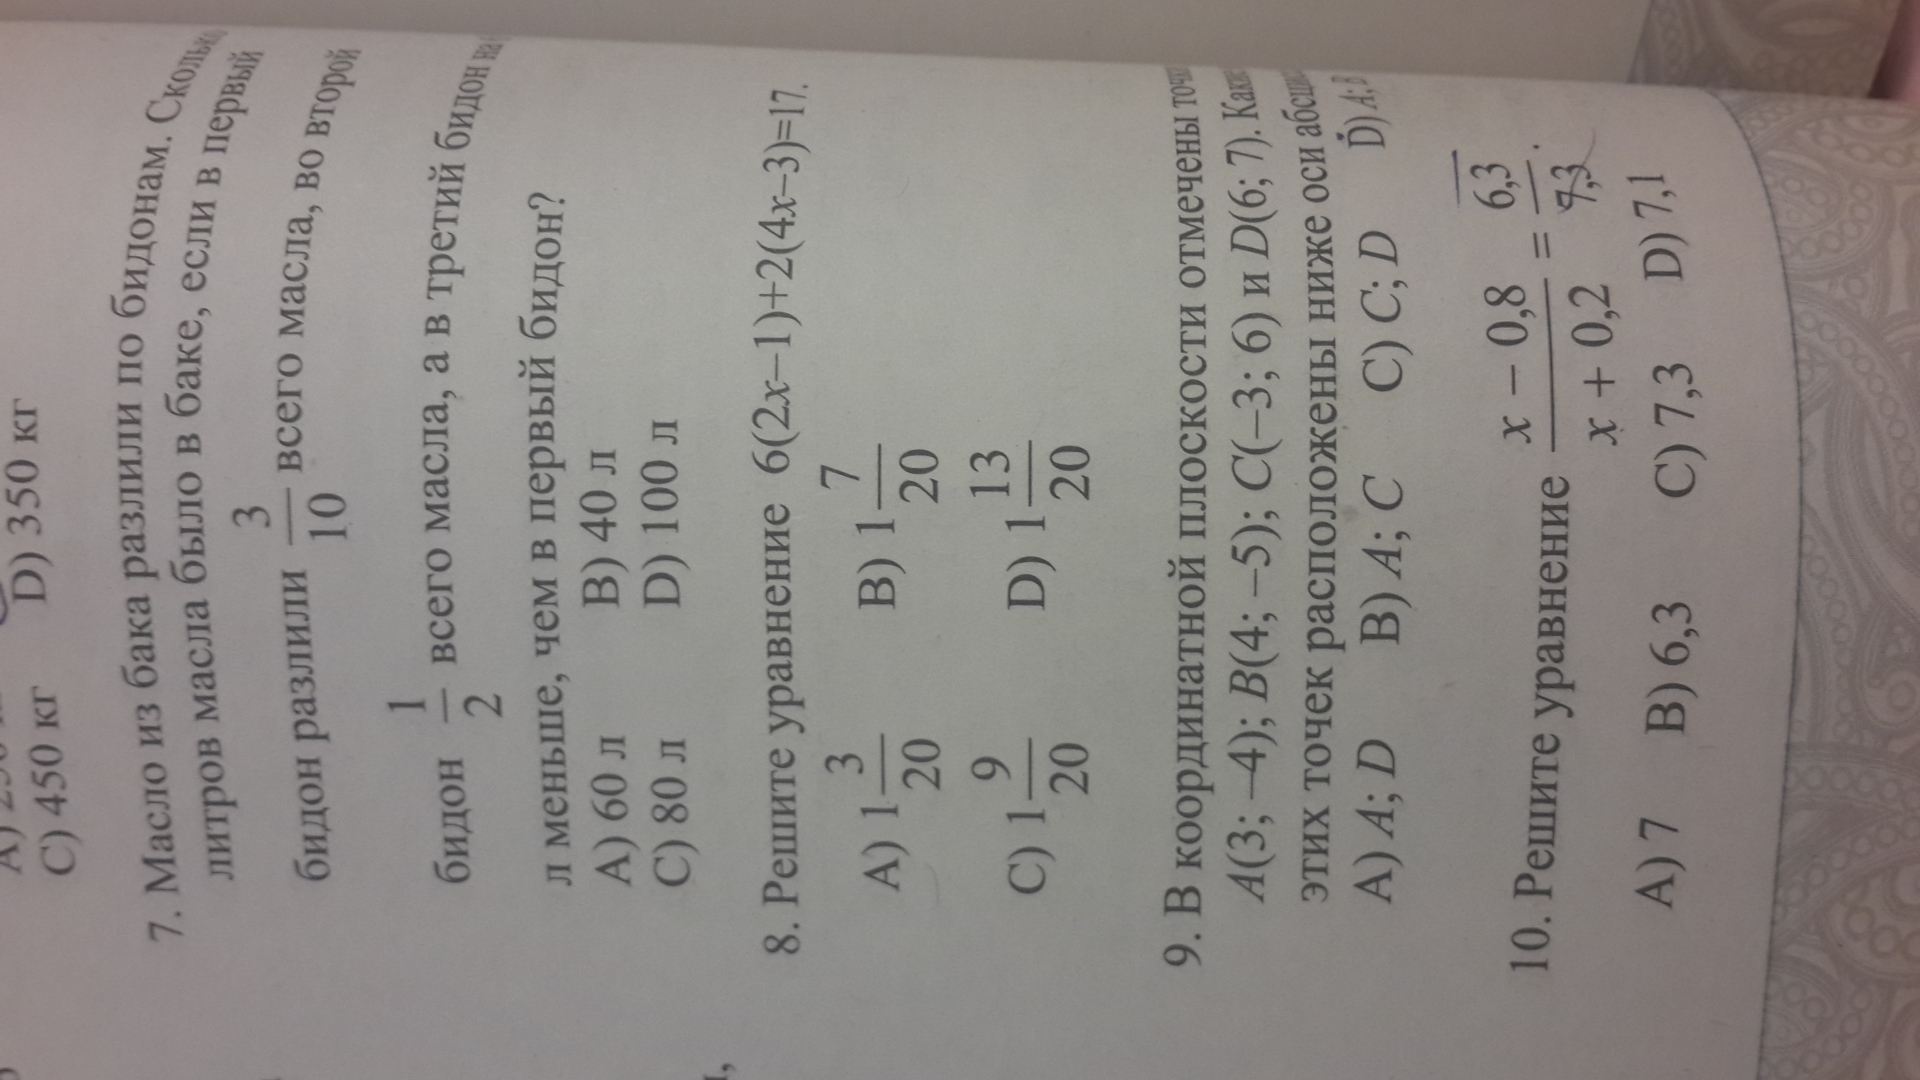 C) 450 кг D) 350 кг
7. Масло из бака разлили по бидонам. Сколько
литров масла было в баке, если в первый
бидон разлили 3/10 всего масла, во второй
бидон 1/2 всего масла, а в третий бидон на
л меньше, чем в первый бидон?
A) 60 л B) 40 л
C) 80 л D) 100 л
8. Решите уравнение 6(2x−1)+2(4x−3)=17.
A) 1 3/20 B) 1 7/20
C) 1 9/20 D) 1 13/20
9. В координатной плоскости отмечены
A(3; −4); B(4; −5); C(−3; 6) и D(6; 7).
этих точек расположены ниже оси
A) A; D B) A; C C) C; D D) A; B
10. Решите уравнение (x − 0,8)/(x + 0,2) = 6,3/7,3.
A) 7 B) 6,3 C) 7,3 D) 7,1